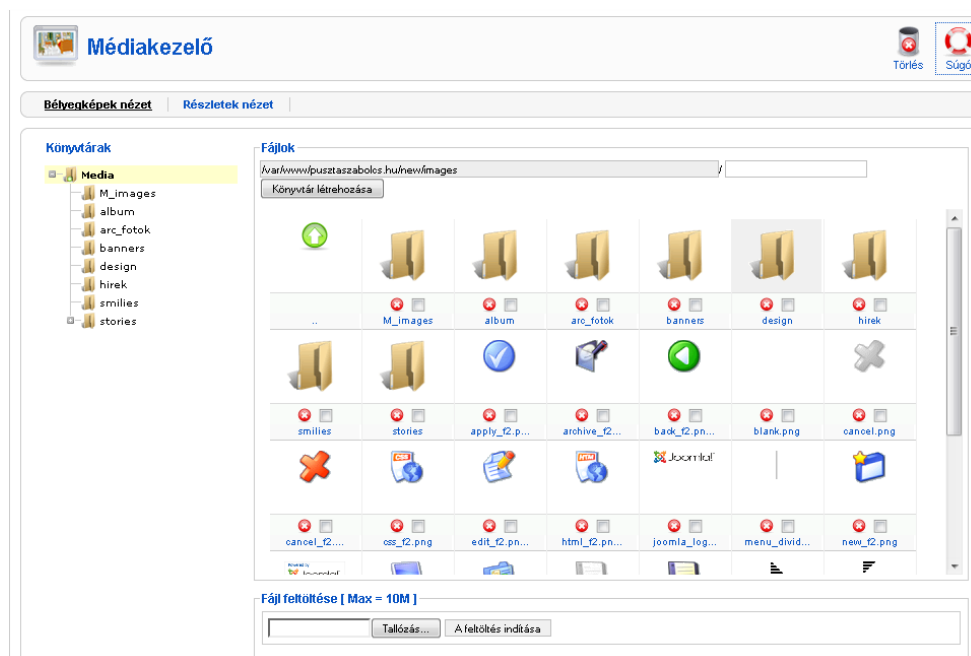 Médiakezelő
Törlés
Súgó
Bélyegképek nézet
Részletek nézet
Könyvtárak
Media
M_images
album
arc_fotok
banners
design
hirek
smilies
stories
Fájlok
/var/www/pusztaszabolcs.hu/new/images /
Könyvtár létrehozása
.. M_images album arc_fotok banners design hirek
smilies stories apply_f2.p... archive_f2... back_f2.pn... blank.png cancel.png
CSS HTM Joomla!
cancel_f2.... css_f2.png edit_f2.pn... html_f2.pn... joomla_log... menu_divid... new_f2.png
Fájl feltöltése [ Max = 10M ]
Tallózás... A feltöltés indítása